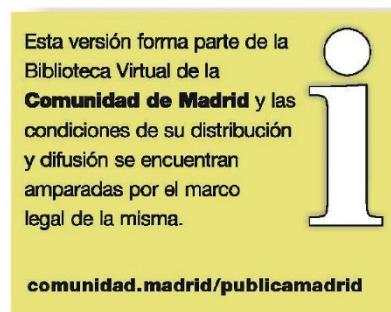 Esta versión forma parte de la
Biblioteca Virtual de la
Comunidad de Madrid y las
condiciones de su distribución
y difusión se encuentran
amparadas por el marco
legal de la misma.
comunidad.madrid/publicamadrid